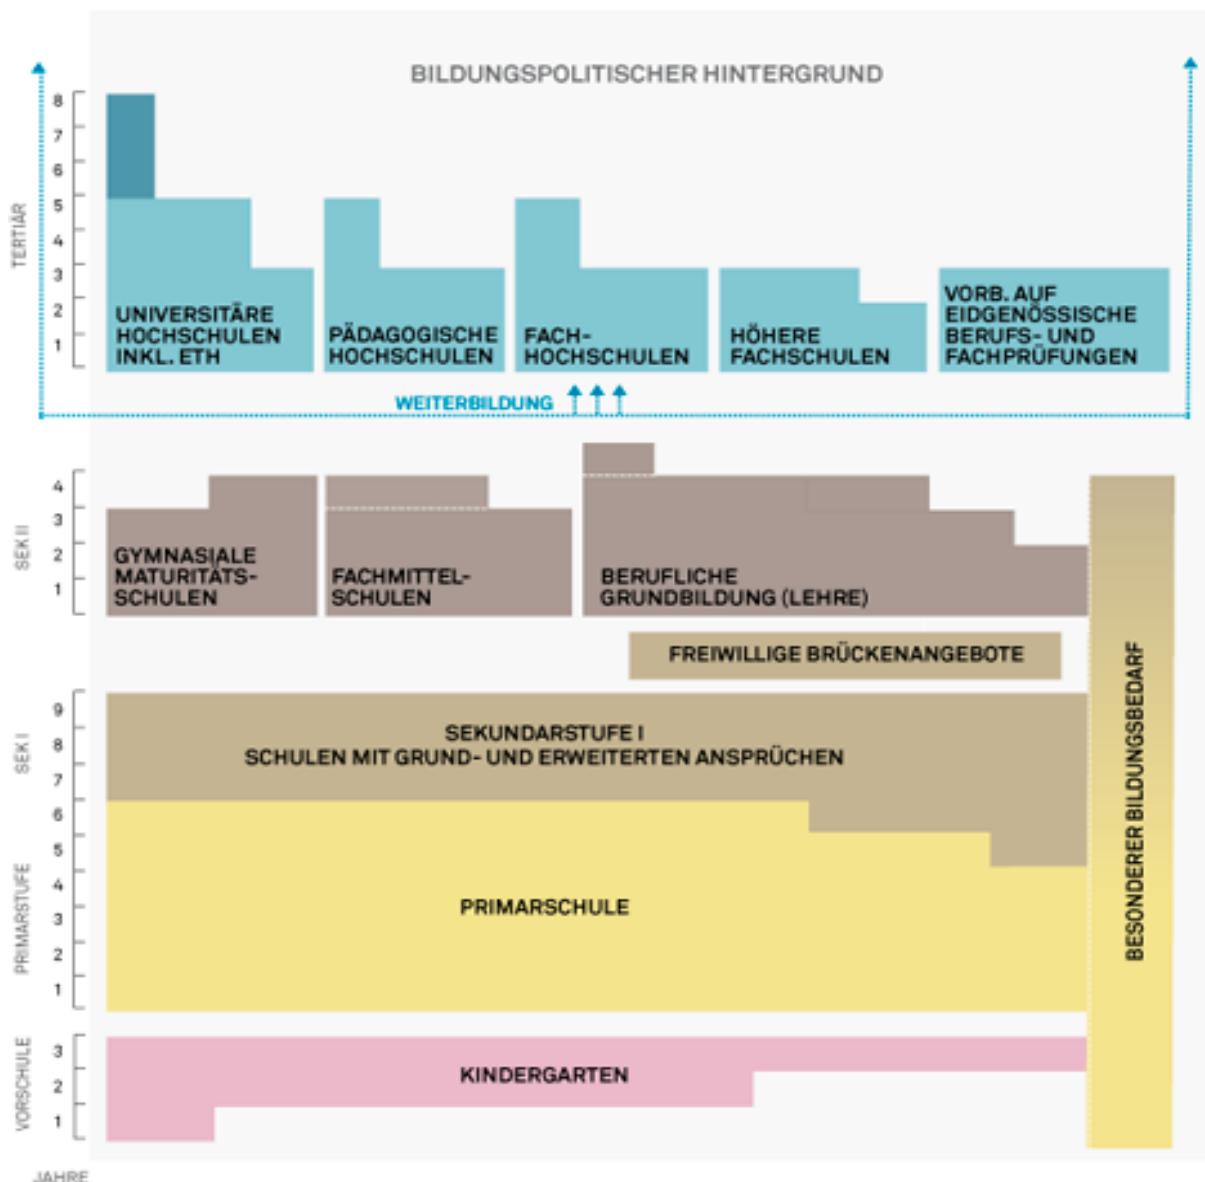 BILDUNGSPOLITISCHER HINTERGRUND
TERTIÄR
8
7
6
5
4
3
2
1
UNIVERSITÄRE
HOCHSCHULEN
INKL. ETH
PÄDAGOGISCHE
HOCHSCHULEN
FACH-
HOCHSCHULEN
HÖHERE
FACHSCHULEN
VORB. AUF
EIDGENÖSSISCHE
BERUFS- UND
FACHPRÜFUNGEN
WEITERBILDUNG
SEK II
4
3
2
1
GYMNASIALE
MATURITÄTS-
SCHULEN
FACHMITTEL-
SCHULEN
BERUFLICHE
GRUNDBILDUNG (LEHRE)
FREIWILLIGE BRÜCKENANGEBOTE
BESONDERER BILDUNGSBEDARF
SEK I
9
8
7
SEKUNDARSTUFE I
SCHULEN MIT GRUND- UND ERWEITERTEN ANSPRÜCHEN
PRIMARSTUFE
6
5
4
3
2
1
PRIMARSCHULE
VORSCHULE
3
2
1
KINDERGARTEN
JAHRE